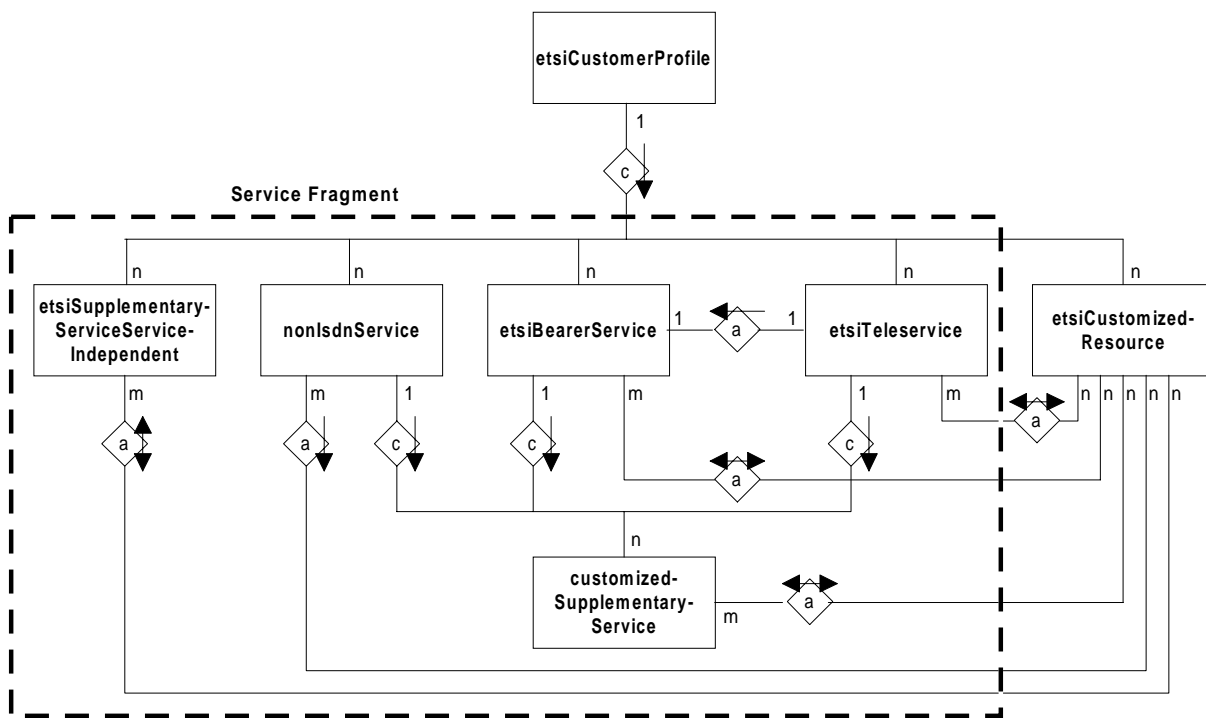 etsiCustomerProfile
1
c
Service Fragment
n
n
n
n
n
etsiSupplementary-
ServiceService-
Independent
nonIsdnService
etsiBearerService
1
a
1
etsiTeleservice
etsiCustomized-
Resource
m
m
1
1
m
1
m
n
n
n
n
n
a
a
a
c
c
c
a
n
customized-
Supplementary-
Service
m
a